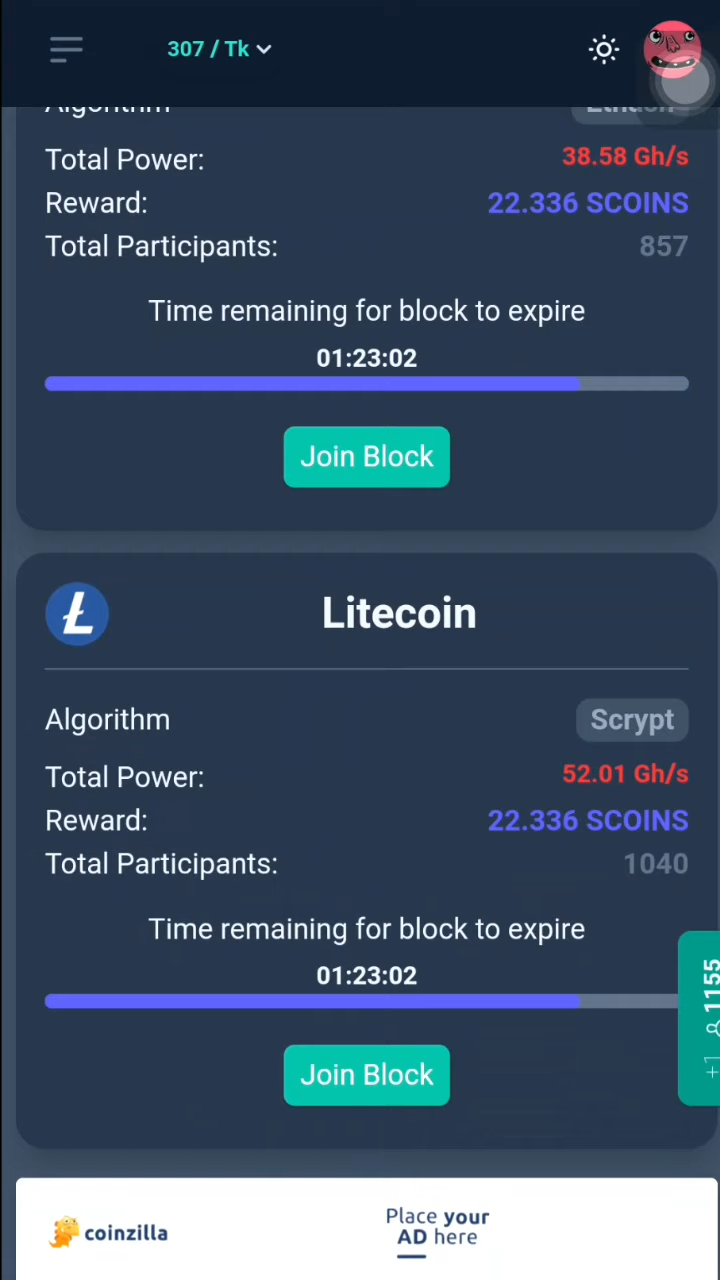 307 / Tk
Algorithm
Total Power: 38.58 Gh/s
Reward: 22.336 SCOINS
Total Participants: 857
Time remaining for block to expire
01:23:02
Join Block
Litecoin
Algorithm Scrypt
Total Power: 52.01 Gh/s
Reward: 22.336 SCOINS
Total Participants: 1040
Time remaining for block to expire
01:23:02
+1 1155
Join Block
coinzilla
Place your
AD here